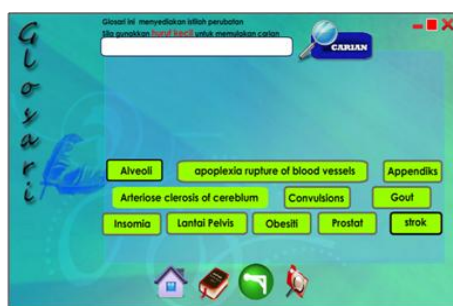 Glosari
Glosari ini menyediakan istilah perubatan
Sila gunakkan huruf kecil untuk memulakan carian
CARIAN
Alveoli
apoplexia rupture of blood vessels
Appendiks
Arteriose clerosis of cereblum
Convulsions
Gout
Insomia
Lantai Pelvis
Obesiti
Prostat
strok